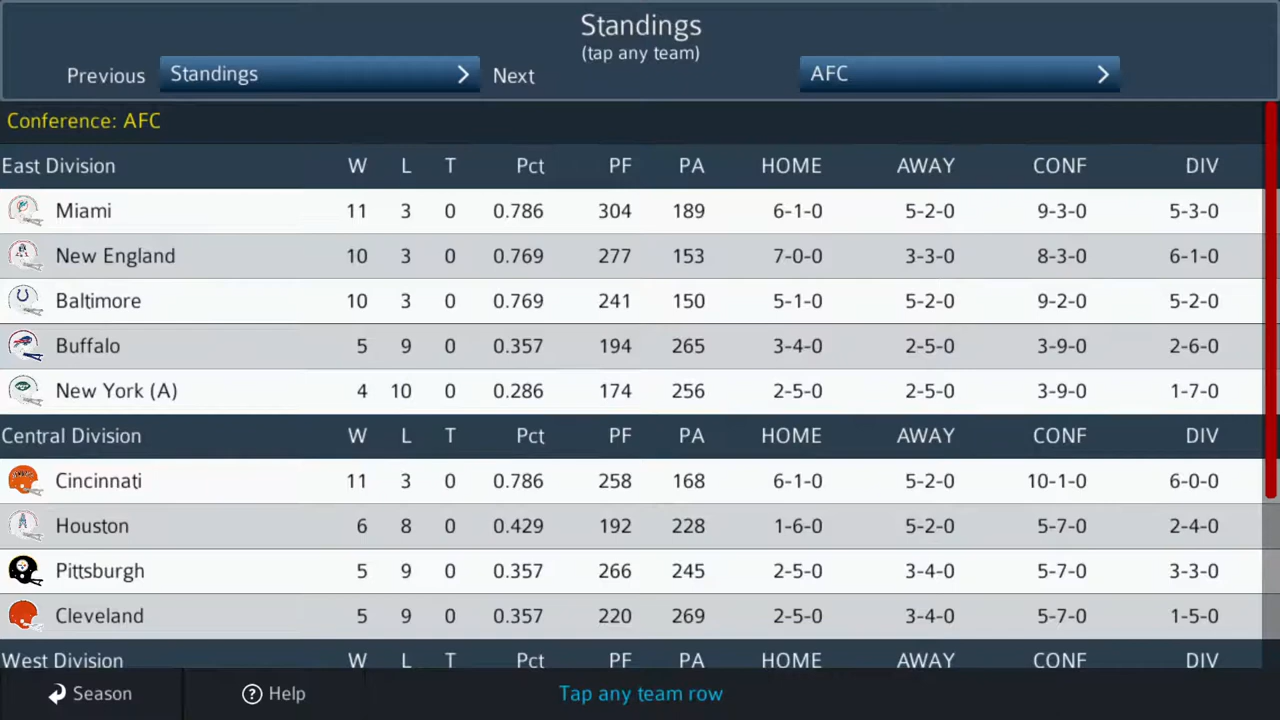 Standings
(tap any team)
Previous Standings > Next AFC >
Conference: AFC
East Division W L T Pct PF PA HOME AWAY CONF DIV
Miami 11 3 0 0.786 304 189 6-1-0 5-2-0 9-3-0 5-3-0
New England 10 3 0 0.769 277 153 7-0-0 3-3-0 8-3-0 6-1-0
Baltimore 10 3 0 0.769 241 150 5-1-0 5-2-0 9-2-0 5-2-0
Buffalo 5 9 0 0.357 194 265 3-4-0 2-5-0 3-9-0 2-6-0
New York (A) 4 10 0 0.286 174 256 2-5-0 2-5-0 3-9-0 1-7-0
Central Division W L T Pct PF PA HOME AWAY CONF DIV
Cincinnati 11 3 0 0.786 258 168 6-1-0 5-2-0 10-1-0 6-0-0
Houston 6 8 0 0.429 192 228 1-6-0 5-2-0 5-7-0 2-4-0
Pittsburgh 5 9 0 0.357 266 245 2-5-0 3-4-0 5-7-0 3-3-0
Cleveland 5 9 0 0.357 220 269 2-5-0 3-4-0 5-7-0 1-5-0
West Division W L T Pct PF PA HOME AWAY CONF DIV
Season ? Help Tap any team row